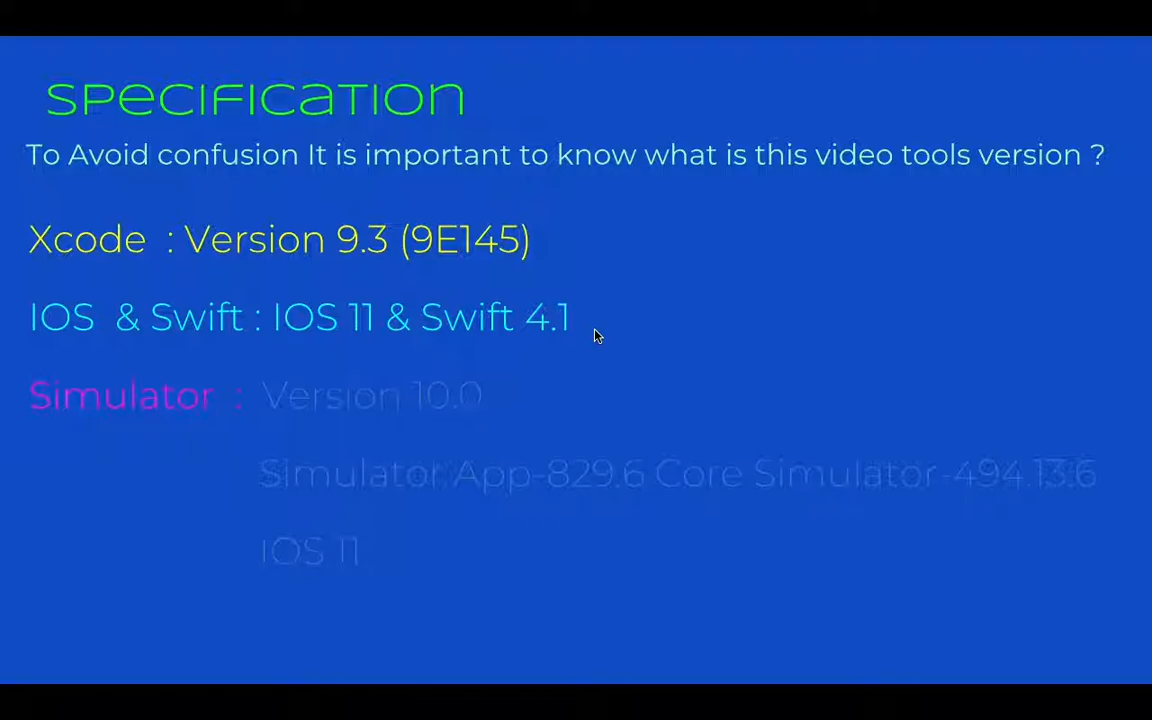 Specification
To Avoid confusion It is important to know what is this video tools version ?
Xcode : Version 9.3 (9E145)
IOS & Swift : IOS 11 & Swift 4.1
Simulator : Version 10.0
Simulator App-829.6 Core Simulator-494.13.6
IOS 11